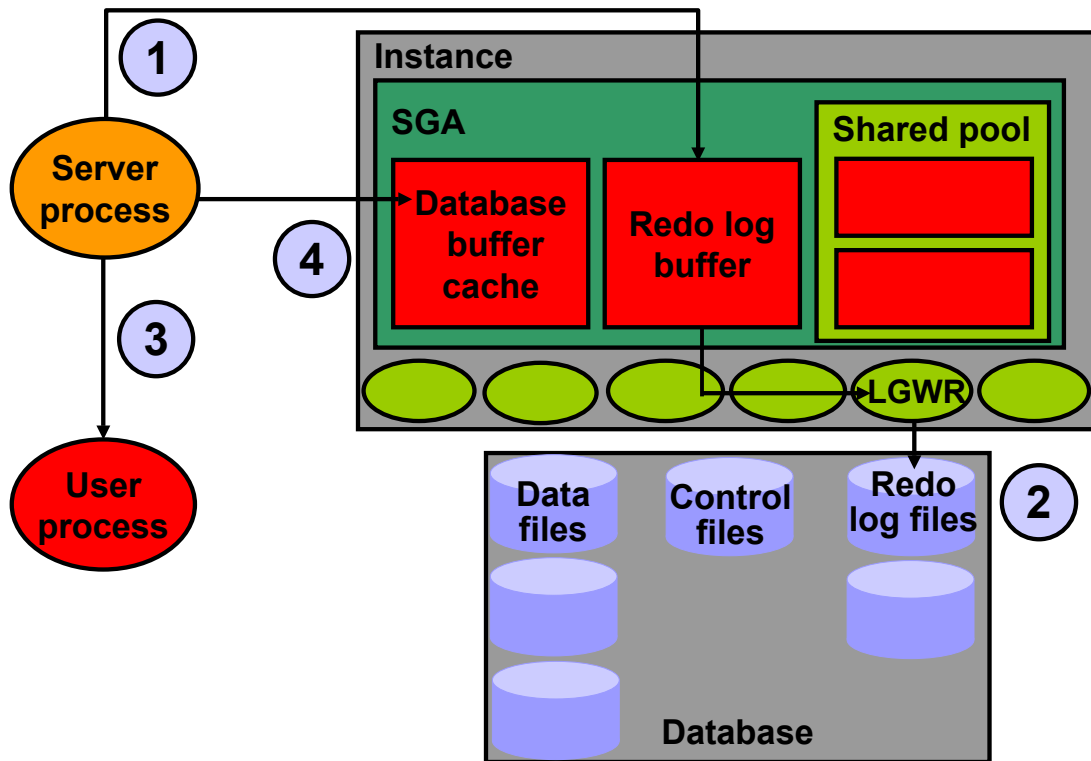 1
Instance
SGA
Shared pool
Server
process
Database
buffer
cache
Redo log
buffer
4
3
LGWR
User
process
Data
files
Control
files
Redo
log files
2
Database